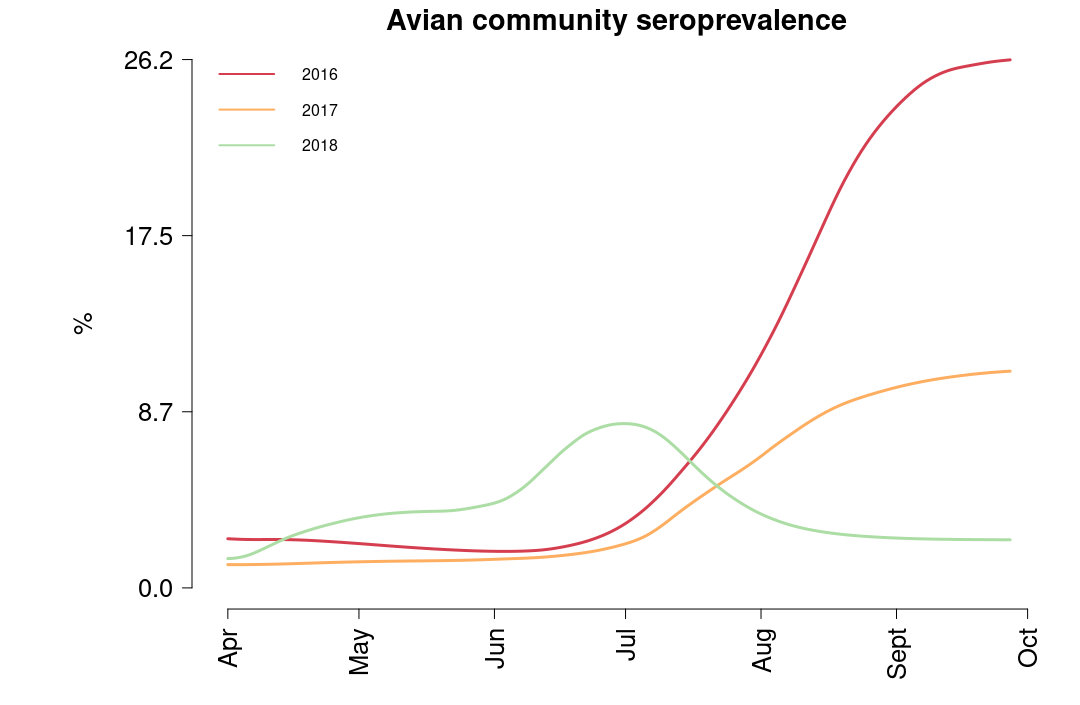 Avian community seroprevalence
26.2
17.5
8.7
0.0
%
2016
2017
2018
Apr
May
Jun
Jul
Aug
Sept
Oct